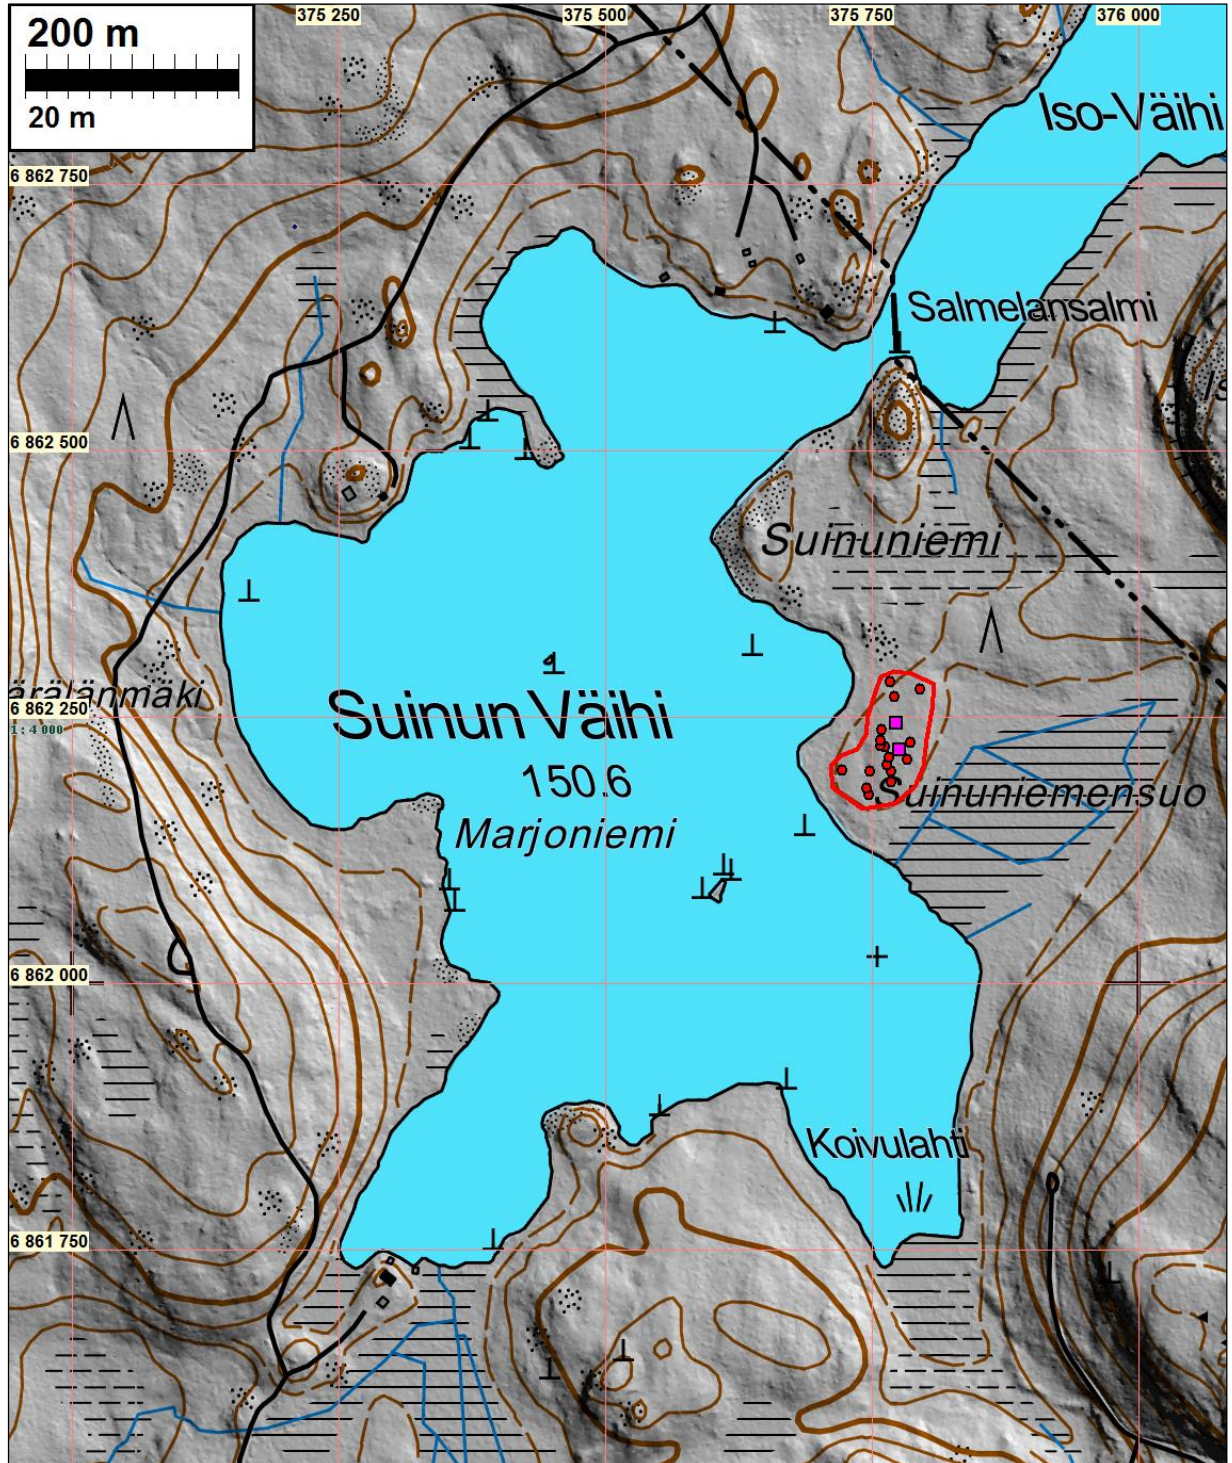 375 250
375 500
375 750
376 000
200 m
20 m
Iso-Väihi
6 862 750
Salmelansalmi
6 862 500
Suinuniemi
ärälänmäki
6 862 250
1: 4 000
Suinun Väihi
150.6
Suinuniemensuo
Marjoniemi
6 862 000
Koivulahti
6 861 750